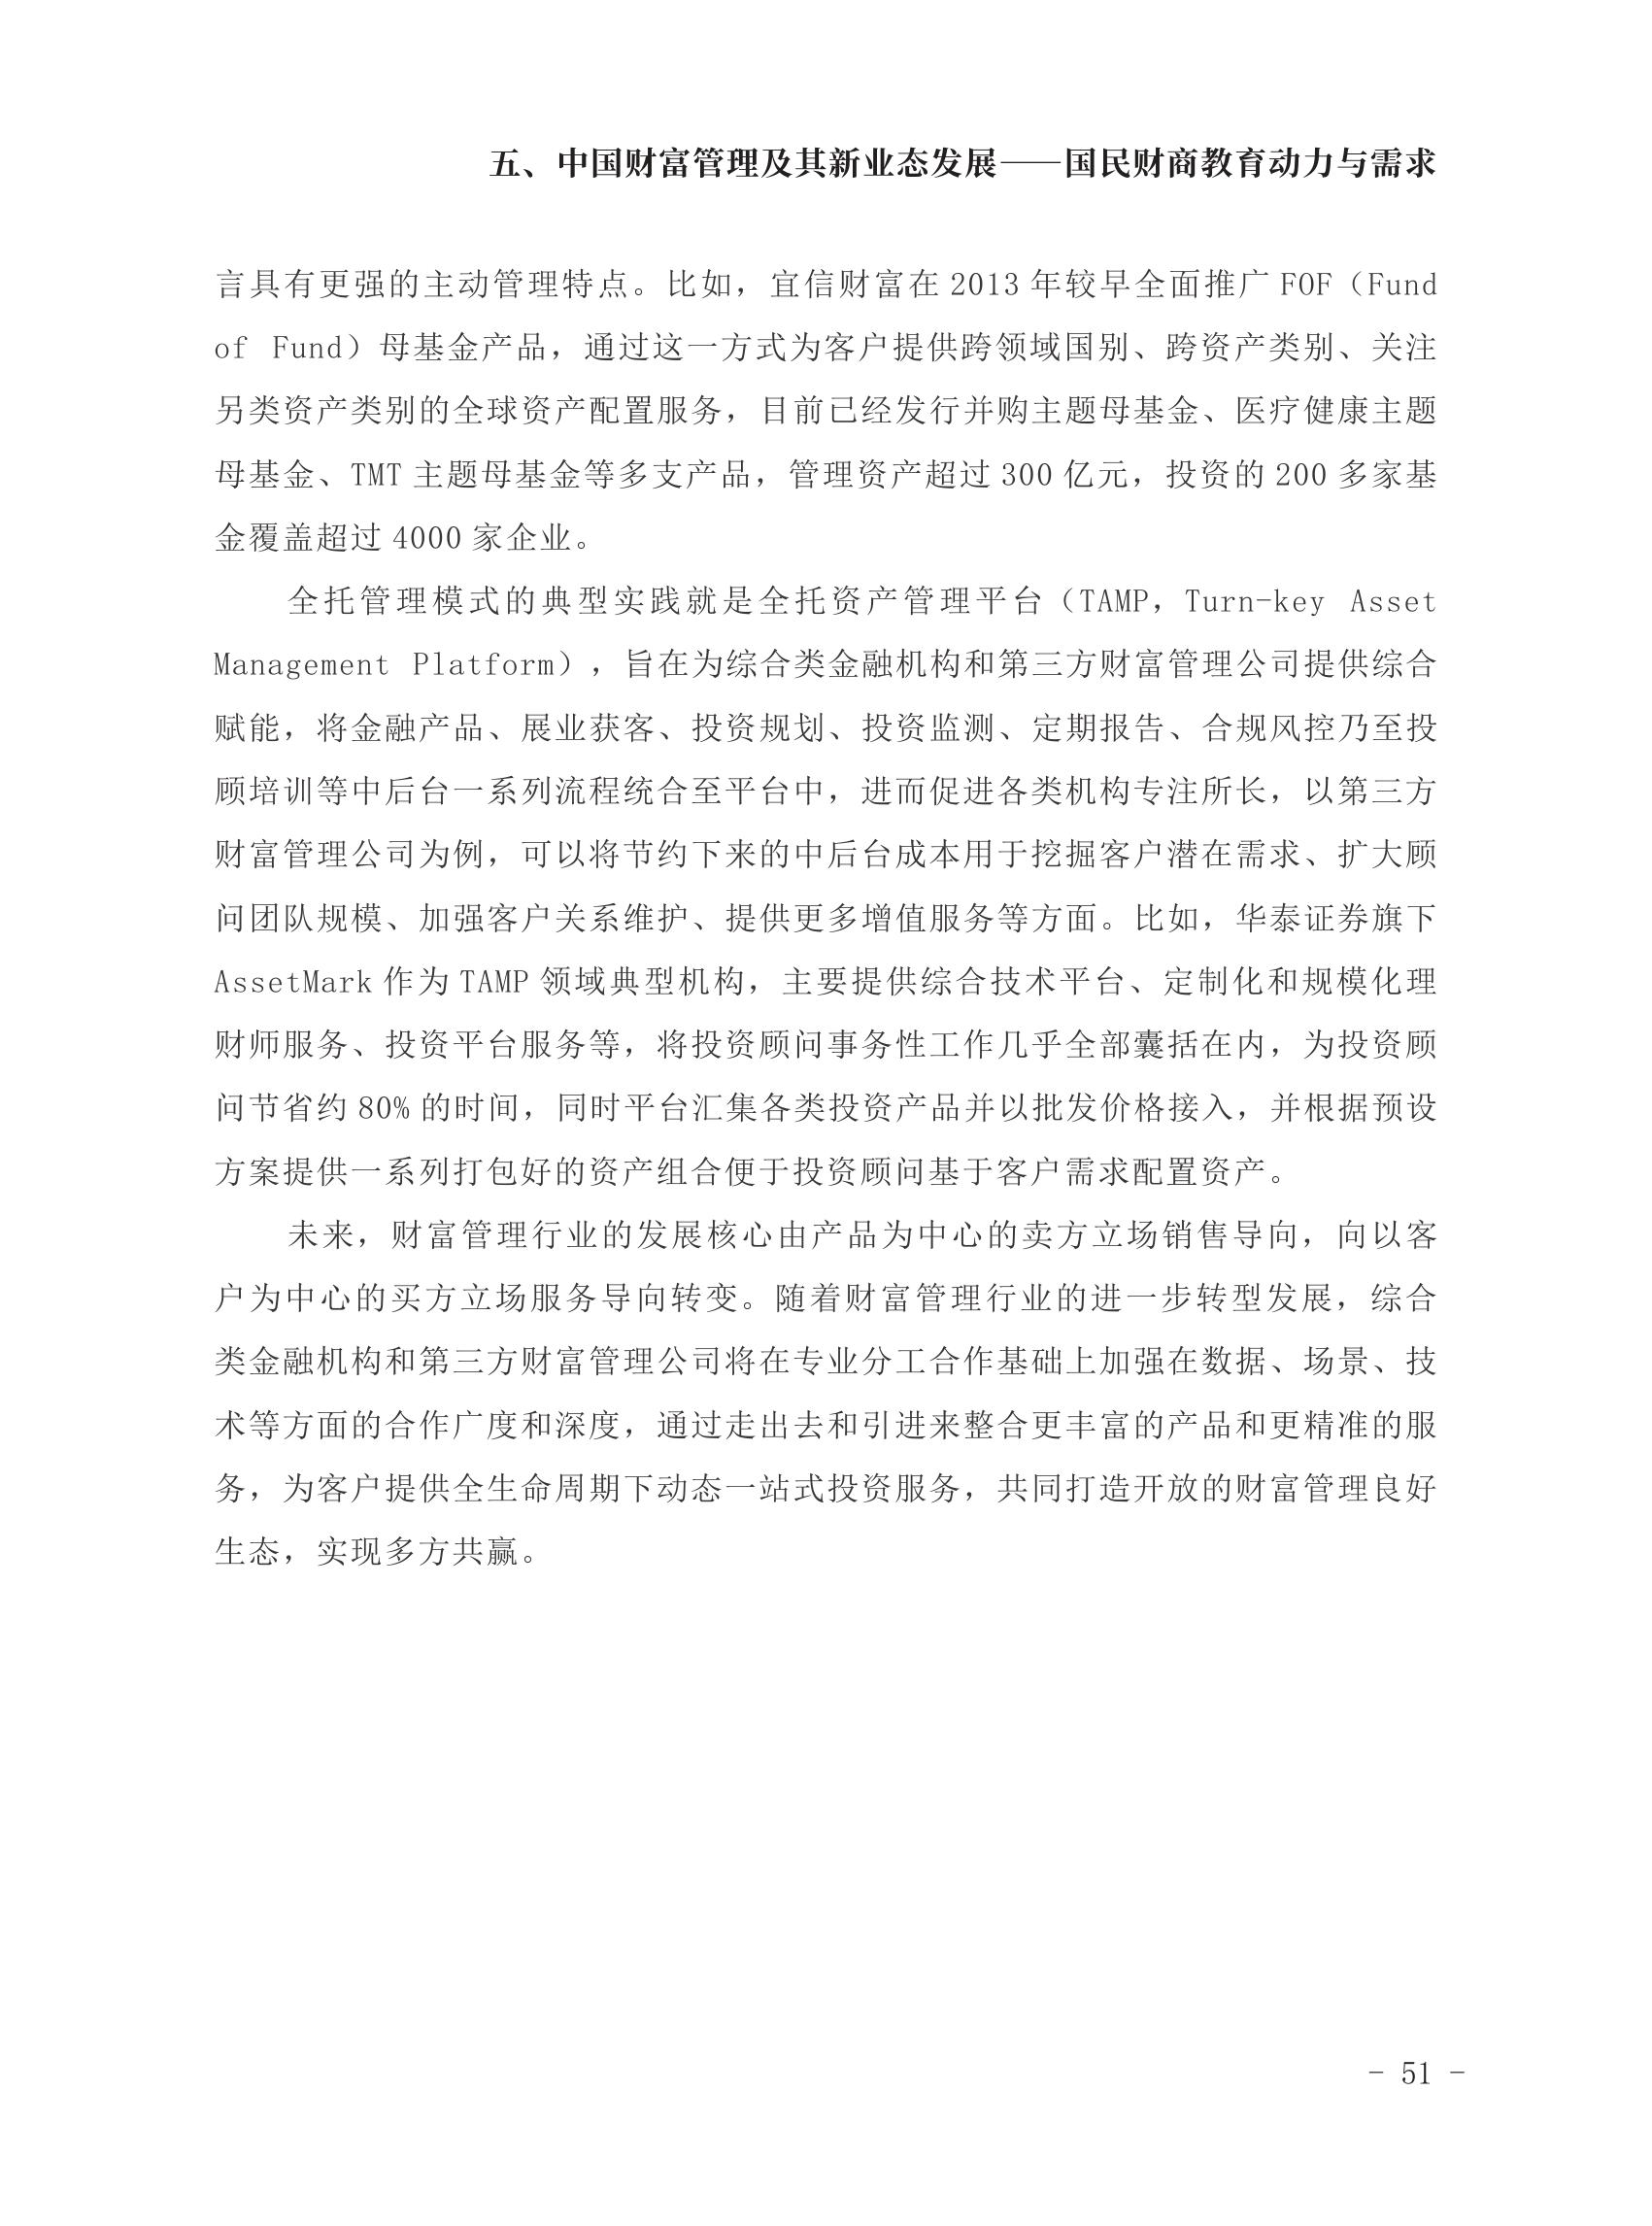 五、中国财富管理及其新业态发展——国民财商教育动力与需求
言具有更强的主动管理特点。比如，宜信财富在 2013 年较早全面推广 FOF（Fund
of Fund）母基金产品，通过这一方式为客户提供跨领域国别、跨资产类别、关注
另类资产类别的全球资产配置服务，目前已经发行并购主题母基金、医疗健康主题
母基金、TMT 主题母基金等多支产品，管理资产超过 300 亿元，投资的 200 多家基
金覆盖超过 4000 家企业。
全托管理模式的典型实践就是全托资产管理平台（TAMP，Turn-key Asset
Management Platform），旨在为综合类金融机构和第三方财富管理公司提供综合
赋能，将金融产品、展业获客、投资规划、投资监测、定期报告、合规风控乃至投
顾培训等中后台一系列流程统合至平台中，进而促进各类机构专注所长，以第三方
财富管理公司为例，可以将节约下来的中后台成本用于挖掘客户潜在需求、扩大顾
问团队规模、加强客户关系维护、提供更多增值服务等方面。比如，华泰证券旗下
AssetMark 作为 TAMP 领域典型机构，主要提供综合技术平台、定制化和规模化理
财师服务、投资平台服务等，将投资顾问事务性工作几乎全部囊括在内，为投资顾
问节省约 80% 的时间，同时平台汇集各类投资产品并以批发价格接入，并根据预设
方案提供一系列打包好的资产组合便于投资顾问基于客户需求配置资产。
未来，财富管理行业的发展核心由产品为中心的卖方立场销售导向，向以客
户为中心的买方立场服务导向转变。随着财富管理行业的进一步转型发展，综合
类金融机构和第三方财富管理公司将在专业分工合作基础上加强在数据、场景、技
术等方面的合作广度和深度，通过走出去和引进来整合更丰富的产品和更精准的服
务，为客户提供全生命周期下动态一站式投资服务，共同打造开放的财富管理良好
生态，实现多方共赢。
- 51 -